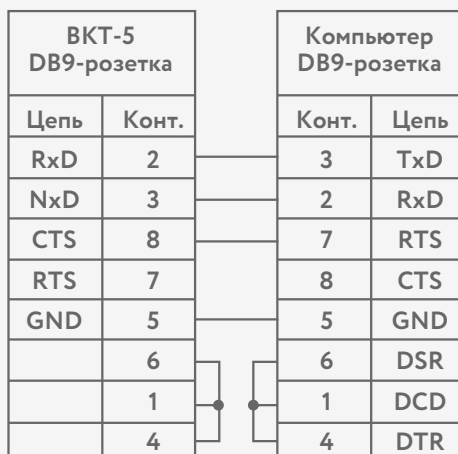 ВКТ-5 Компьютер
DB9-розетка DB9-розетка
Цепь Конт. Конт. Цепь
RxD 2 3 TxD
NxD 3 2 RxD
CTS 8 7 RTS
RTS 7 8 CTS
GND 5 5 GND
6 6 DSR
1 1 DCD
4 4 DTR